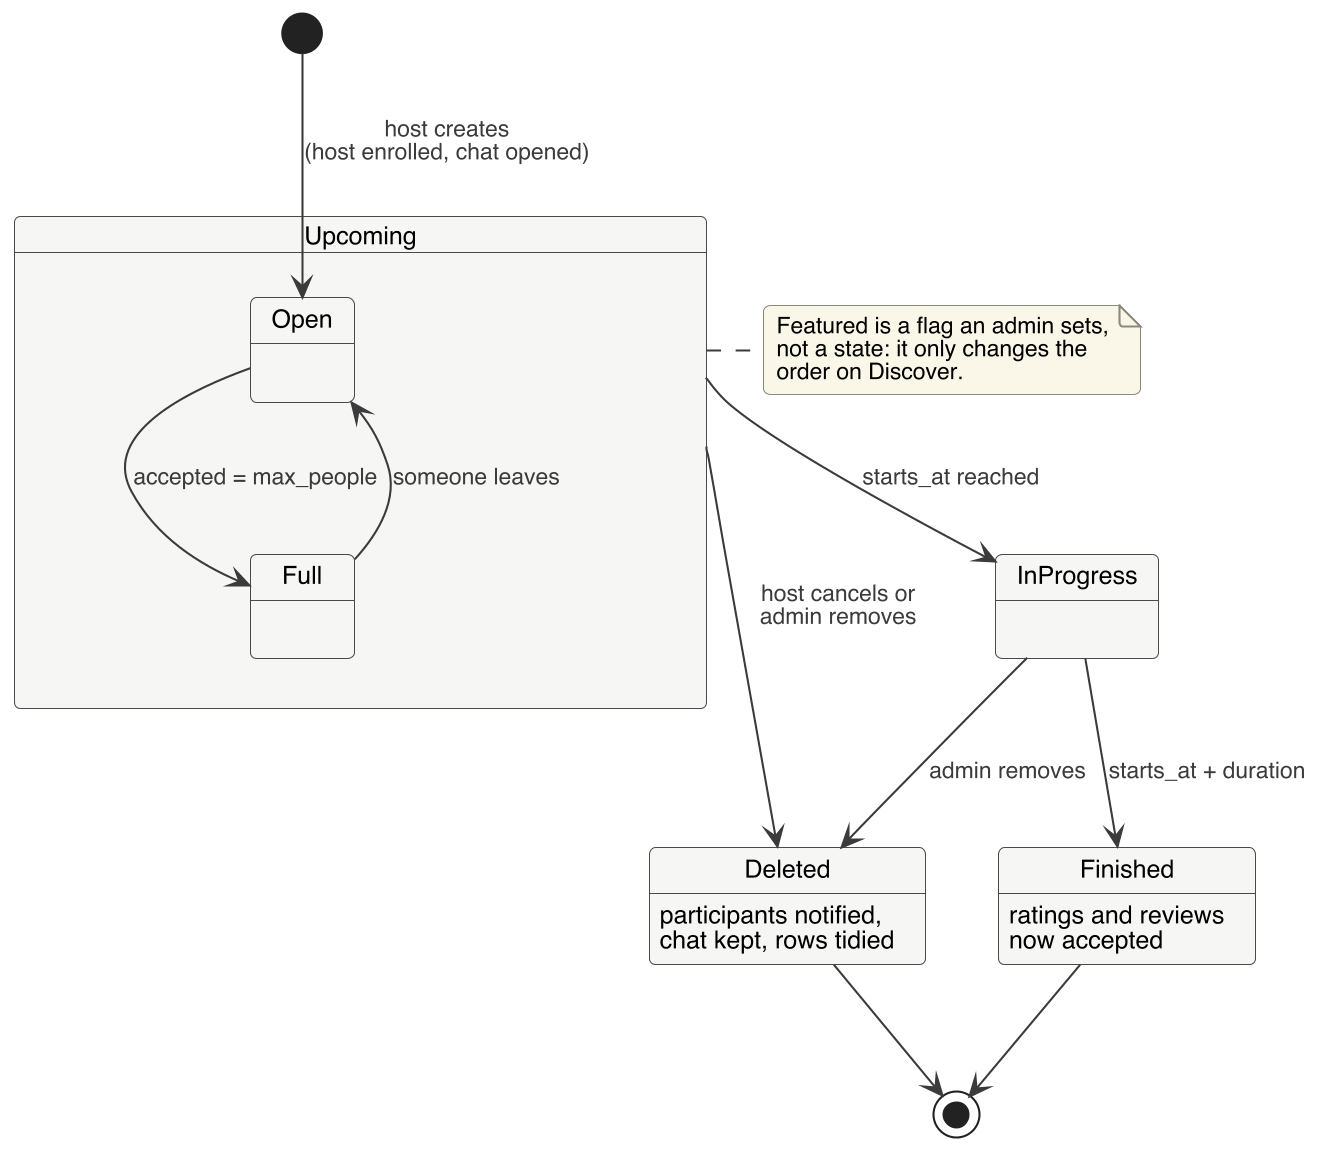 host creates
(host enrolled, chat opened)
Upcoming
Open
Featured is a flag an admin sets,
not a state: it only changes the
order on Discover.
accepted = max_people
someone leaves
starts_at reached
Full
InProgress
host cancels or
admin removes
admin removes
starts_at + duration
Deleted
participants notified,
chat kept, rows tidied
Finished
ratings and reviews
now accepted